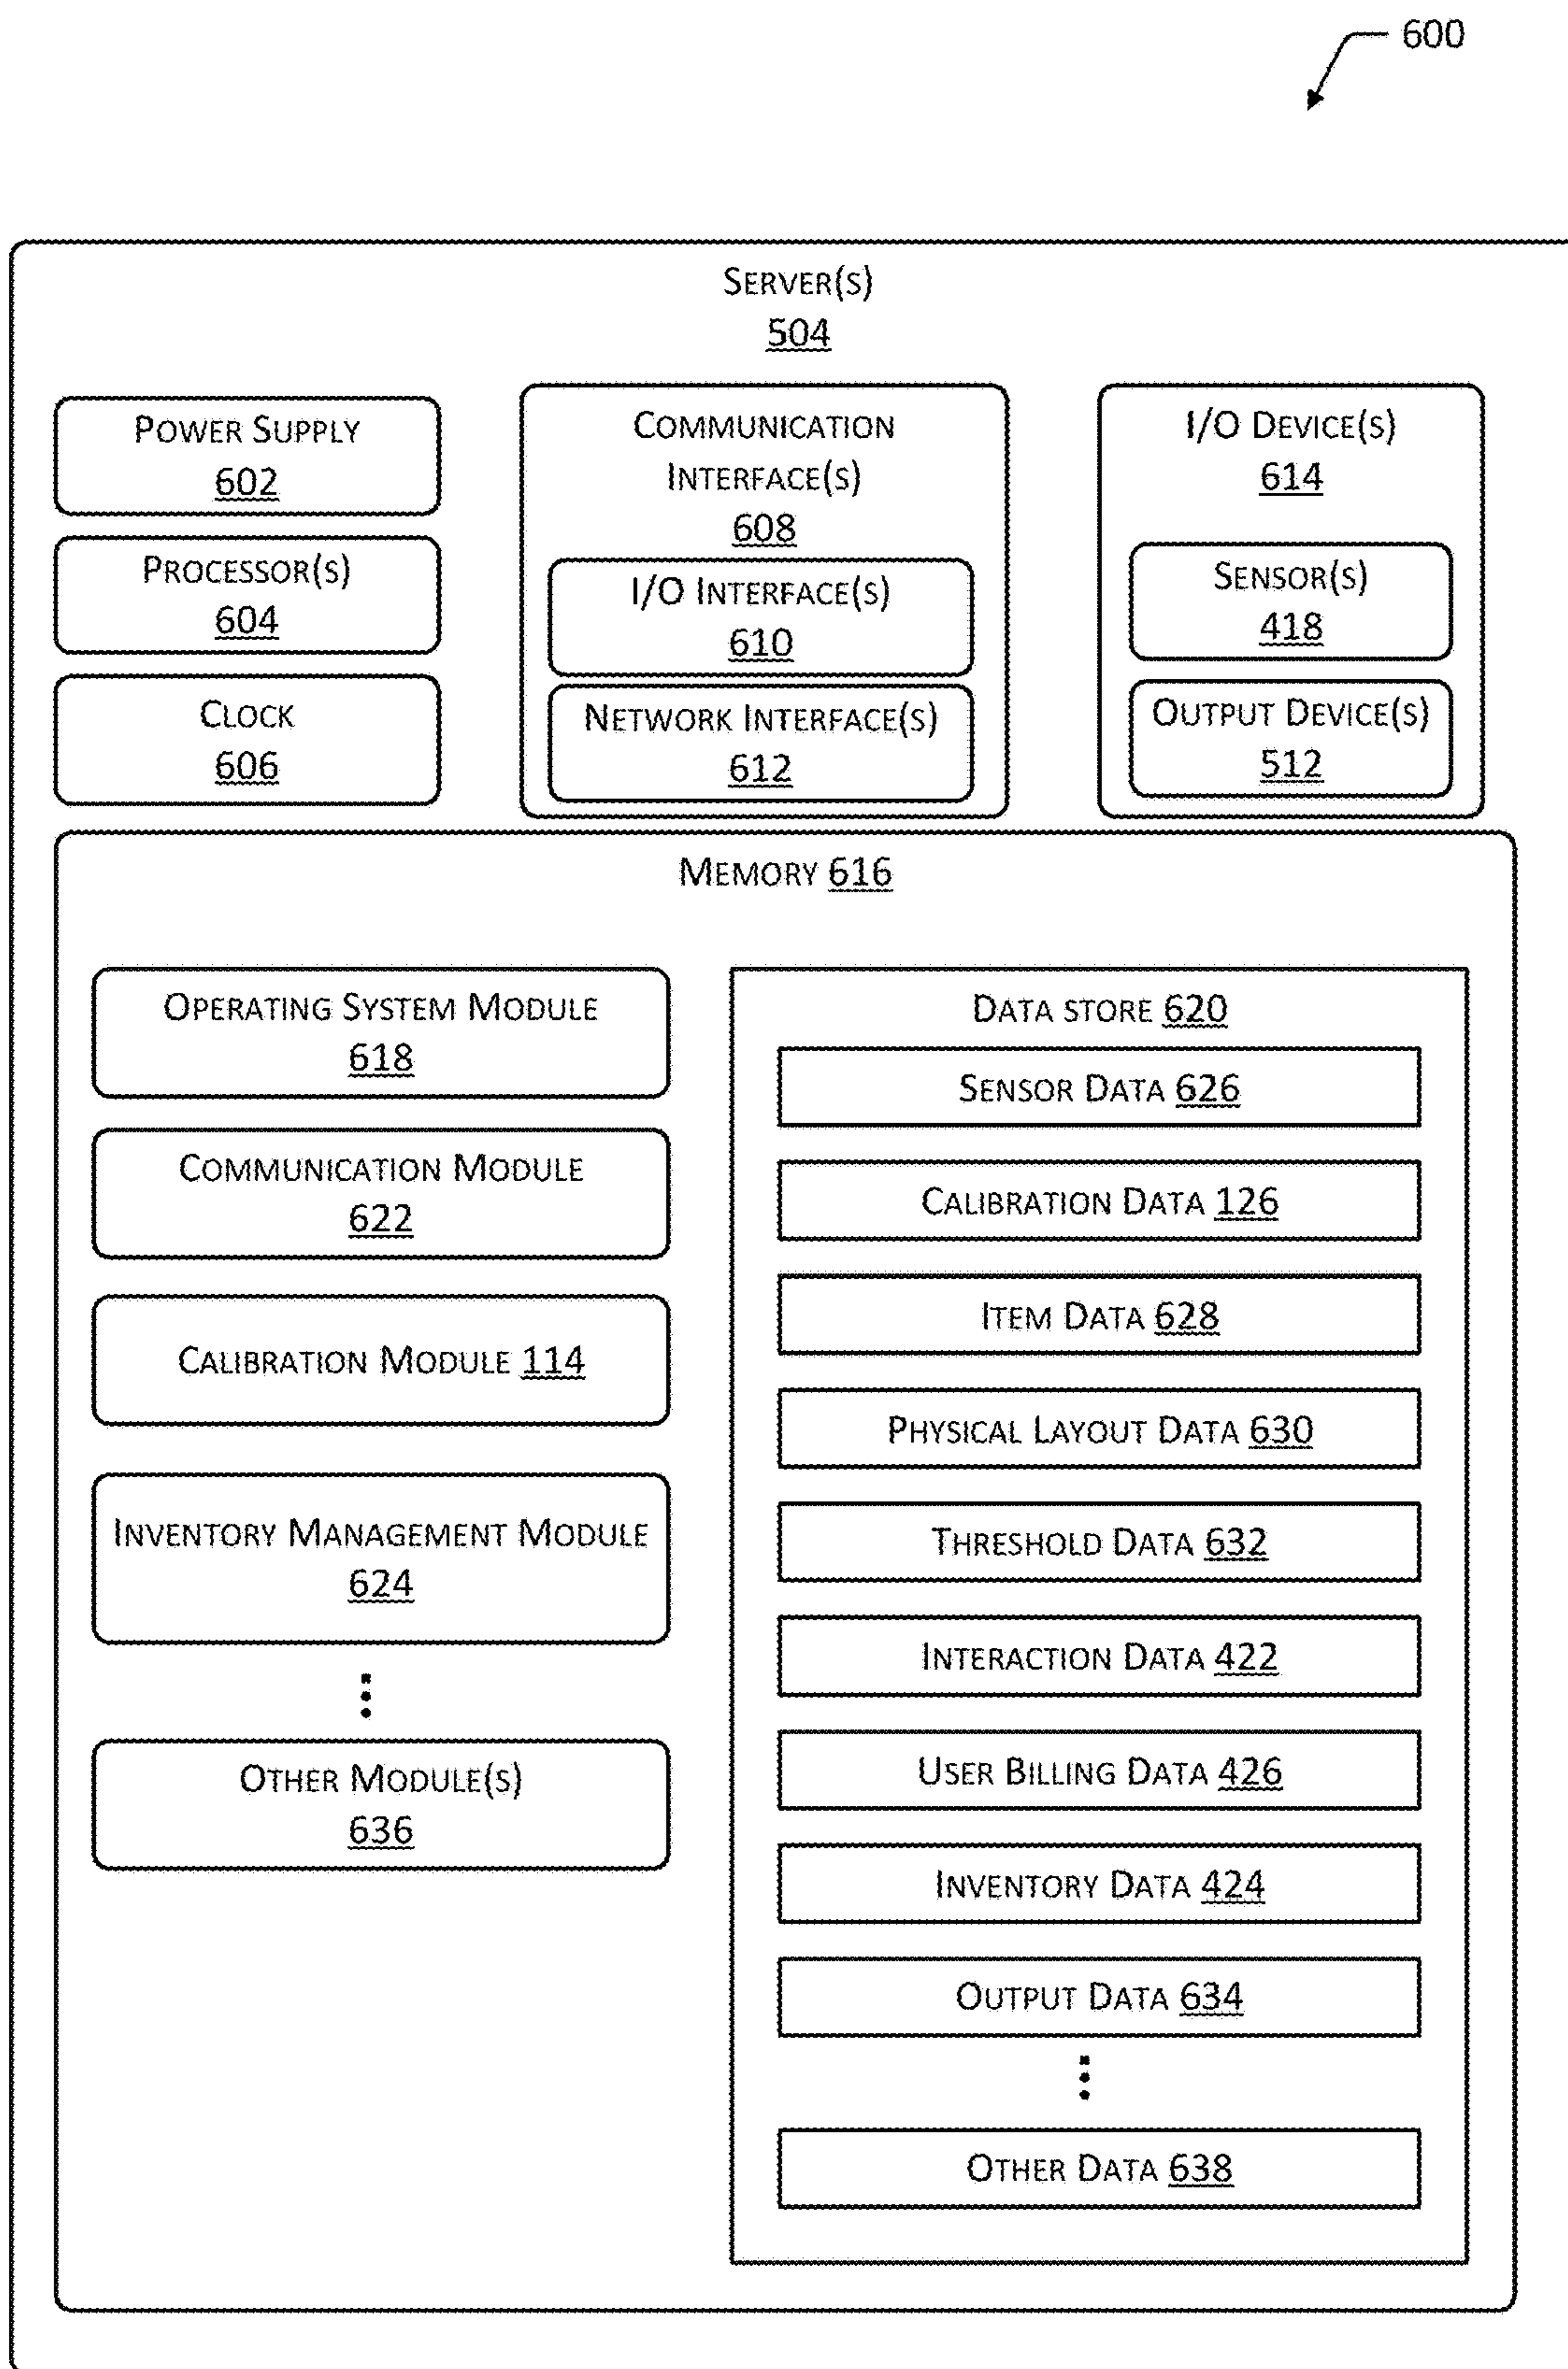 600
Server(s)
504
Power Supply
602
Processor(s)
604
Clock
606
Communication
Interface(s)
608
I/O Interface(s)
610
Network Interface(s)
612
I/O Device(s)
614
Sensor(s)
418
Output Device(s)
512
Memory 616
Operating System Module
618
Communication Module
622
Calibration Module 114
Inventory Management Module
624
Other Module(s)
636
Data store 620
Sensor Data 626
Calibration Data 126
Item Data 628
Physical Layout Data 630
Threshold Data 632
Interaction Data 422
User Billing Data 426
Inventory Data 424
Output Data 634
Other Data 638